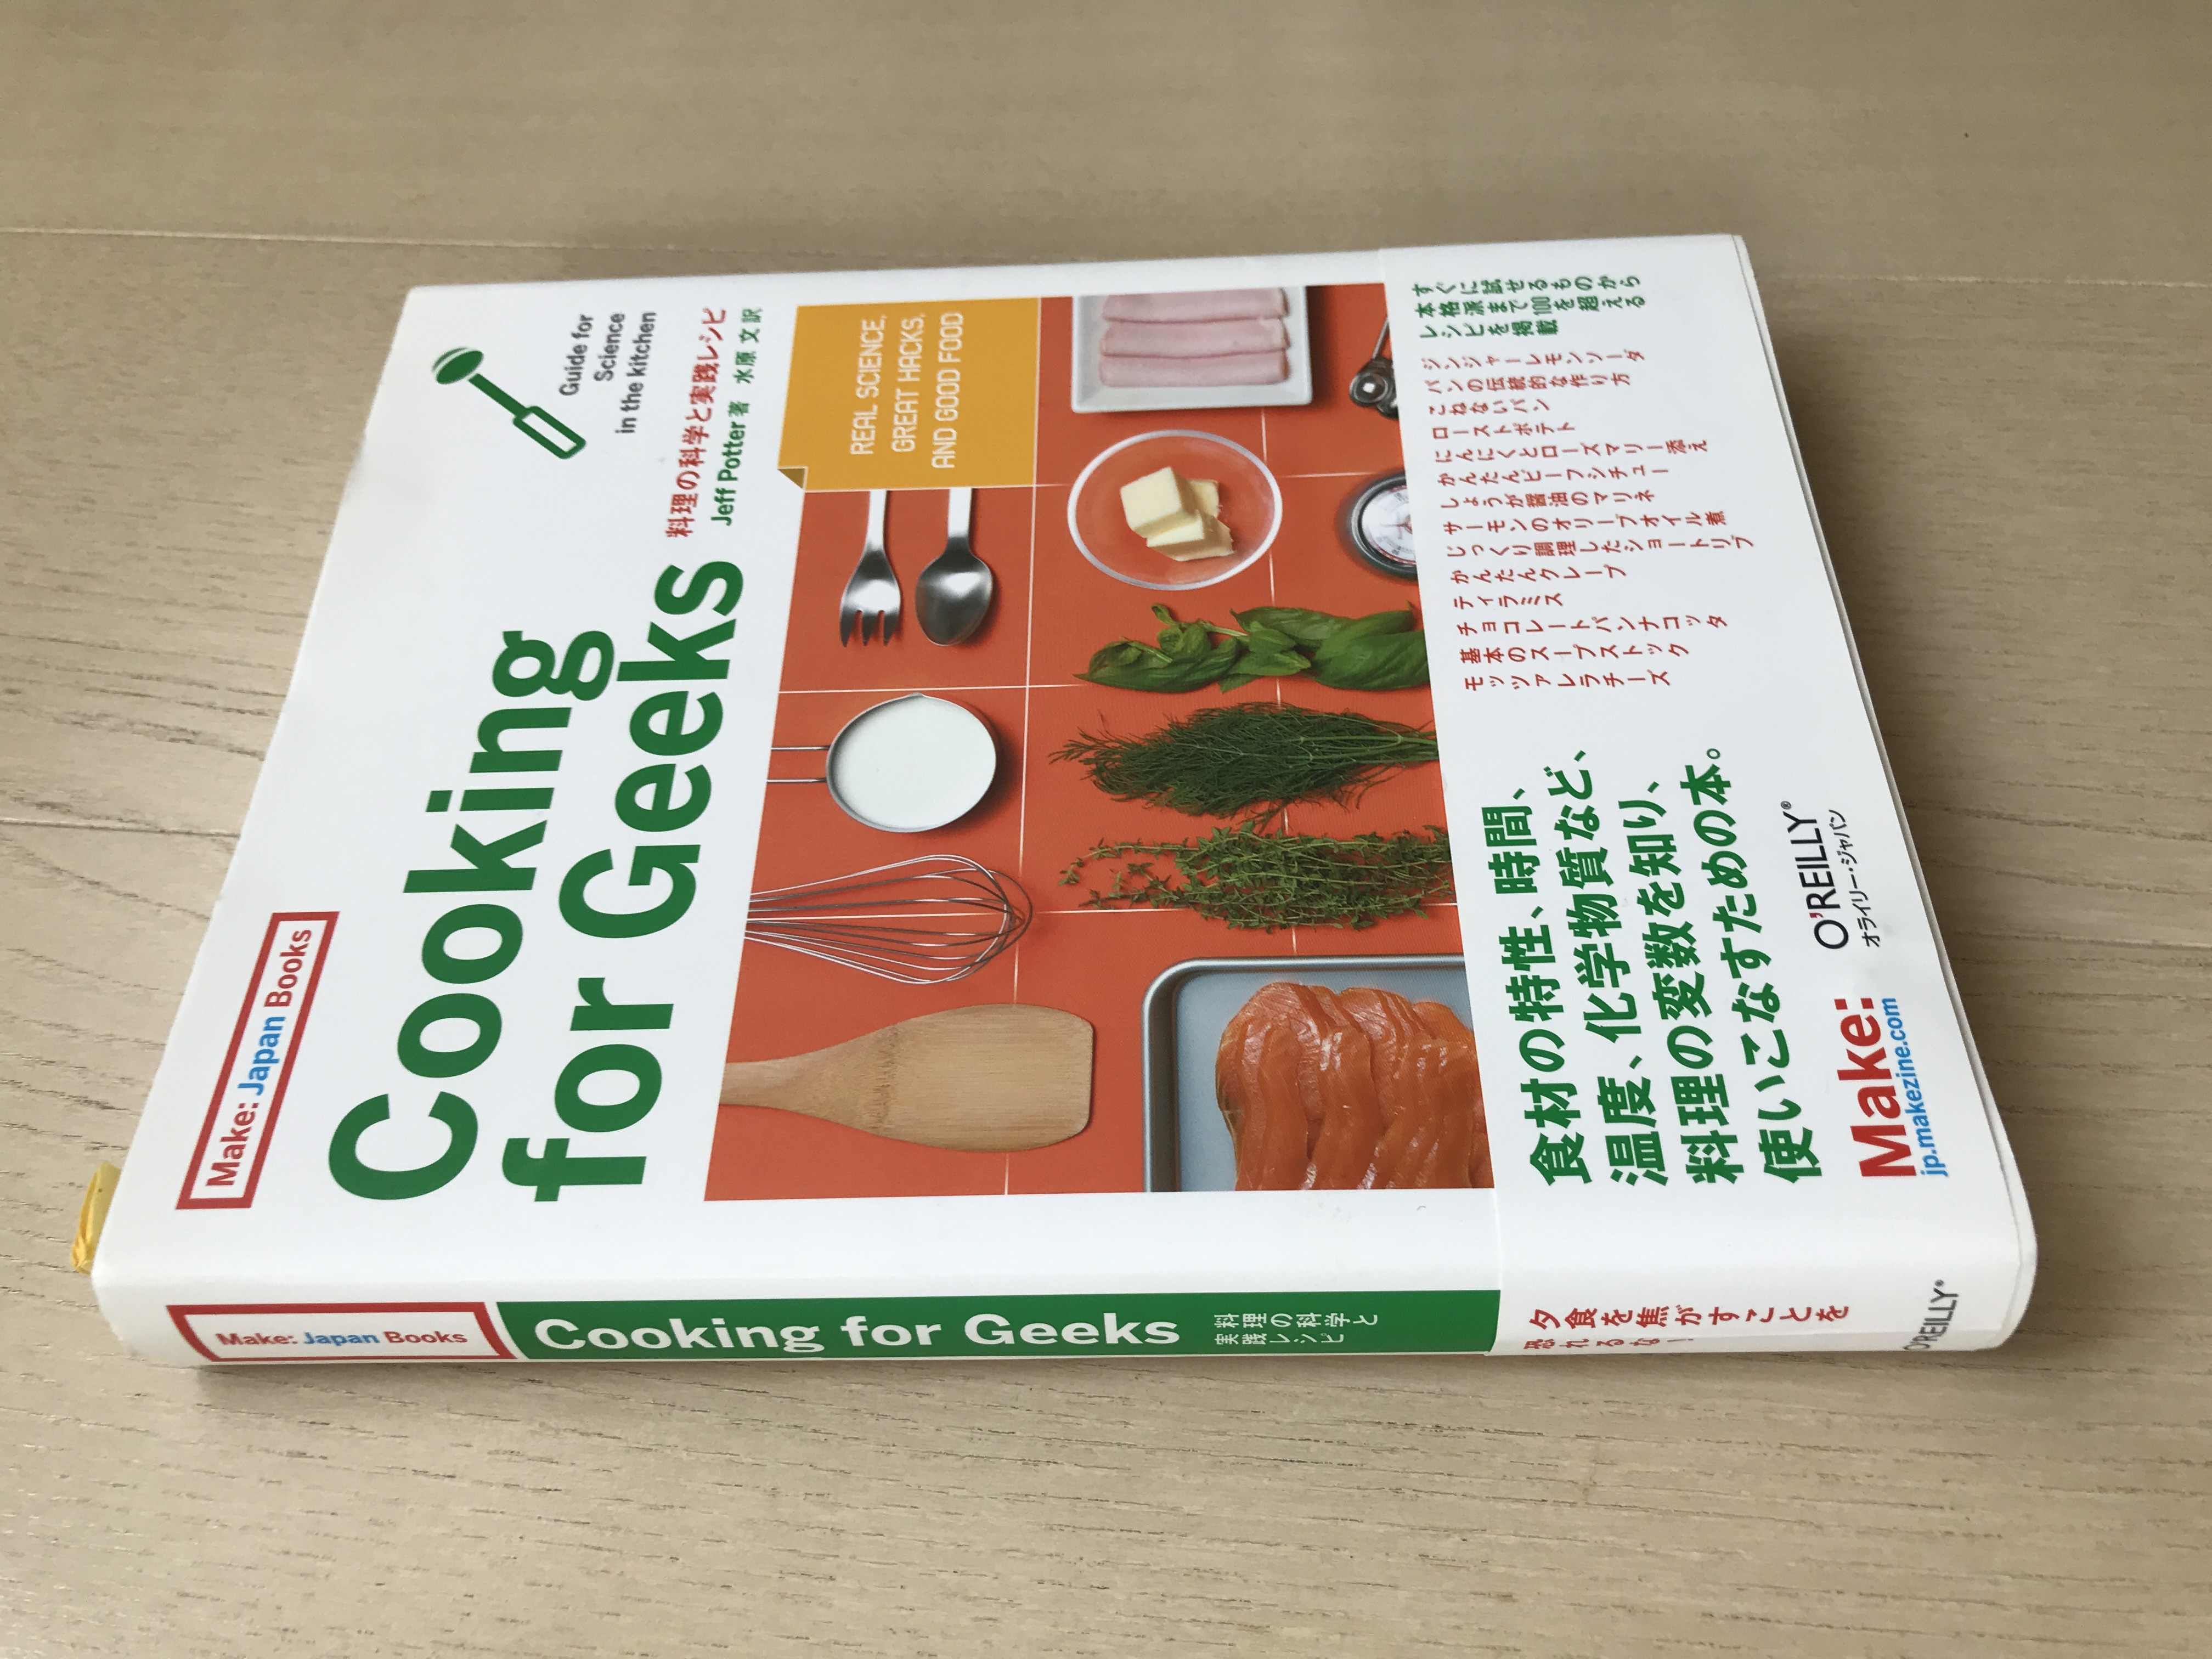 Make: Japan Books
Guide for
Science
in the kitchen
Cooking
for Geeks
料理の科学と実践レシピ
Jeff Potter 著 水原 文 訳
REAL SCIENCE,
GREAT HACKS,
AND GOOD FOOD
食材の特性、時間、
温度、化学物質など、
料理の変数を知り、
使いこなすための本。
すぐに試せるものから
本格派まで100を超える
レシピを掲載
ジンジャーレモンソーダ
パンの伝統的な作り方
こねないパン
ローストポテト
にんにくとローズマリー添え
かんたんビーフシチュー
しょうが醤油のマリネ
サーモンのオリーブオイル煮
じっくり調理したショートリブ
かんたんクレープ
ティラミス
チョコレートパンナコッタ
基本のスープストック
モッツァレラチーズ
Make:
jp.makezine.com
O'REILLY®
オライリー・ジャパン
Make: Japan Books
Cooking for Geeks
料理の科学と
実践レシピ
夕食を焦がすことを
恐れるな!
O'REILLY®